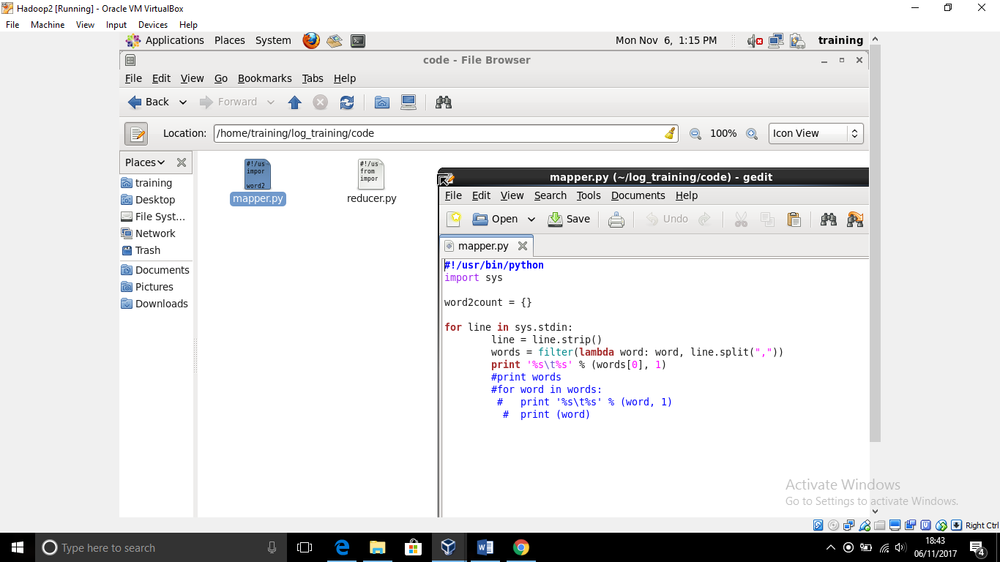 Hadoop2 [Running] - Oracle VM VirtualBox
File Machine View Input Devices Help
Applications Places System Mon Nov 6, 1:15 PM training
code - File Browser
File Edit View Go Bookmarks Tabs Help
Back Forward
Location: /home/training/log_training/code 100% Icon View
Places
training
Desktop
File Syst...
Network
Trash
Documents
Pictures
Downloads
#!/us
impor
word2
mapper.py
#!/us
from
impor
reducer.py
mapper.py (~/log_training/code) - gedit
File Edit View Search Tools Documents Help
Open Save Undo
mapper.py
#!/usr/bin/python
import sys
word2count = {}
for line in sys.stdin:
line = line.strip()
words = filter(lambda word: word, line.split(","))
print '%s\t%s' % (words[0], 1)
#print words
#for word in words:
#   print '%s\t%s' % (word, 1)
#  print (word)
Activate Windows
Go to Settings to activate Windows.
Right Ctrl
Type here to search
18:43
06/11/2017
4